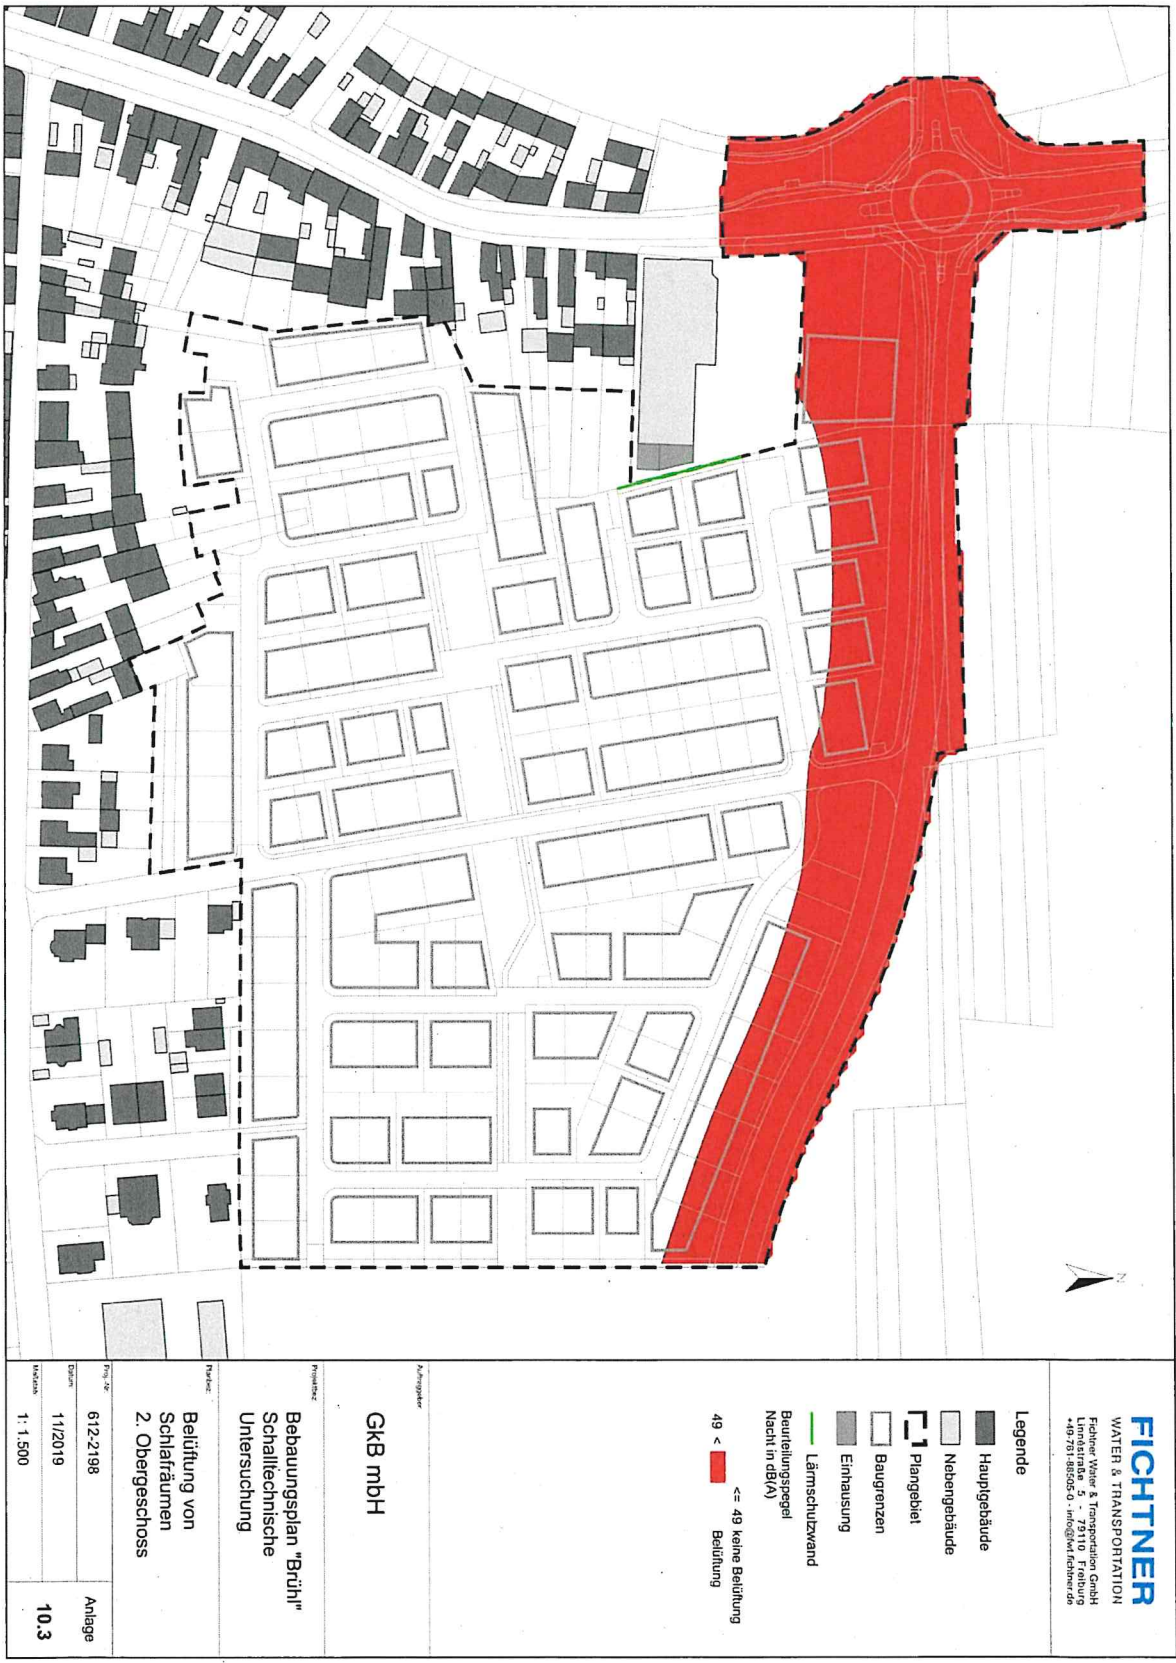 FICHTNER
WATER & TRANSPORTATION
Fichtner Water & Transportation GmbH
Linnéstraße 5 - 79110 Freiburg
+49-761-88505-0 - info@fwt.fichtner.de
Legende
Hauptgebäude
Nebengebäude
Plangebiet
Baugrenzen
Einhausung
Lärmschutzwand
Beurteilungspegel
Nacht in dB(A)
<= 49 keine Belüftung
49 < Belüftung
Auftraggeber:
GkB mbH
Projektbez:
Bebauungsplan "Brühl"
Schalltechnische
Untersuchung
Planbez:
Belüftung von
Schlafräumen
2. Obergeschoss
Proj.-Nr: 612-2198
Datum: 11/2019
Maßstab: 1: 1.500
Anlage
10.3
N